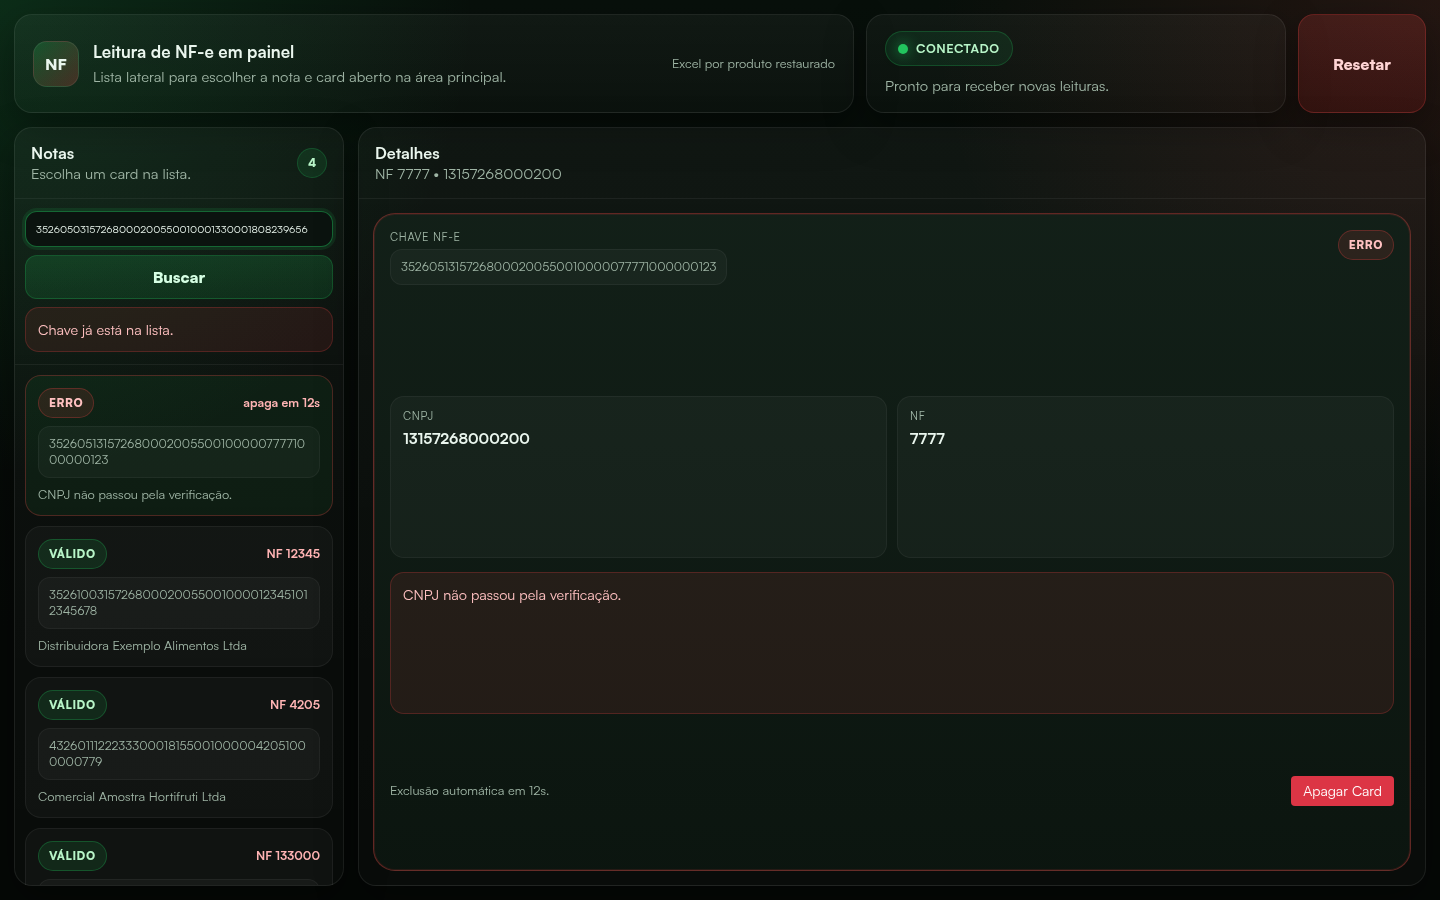 NF
Leitura de NF-e em painel
Lista lateral para escolher a nota e card aberto na área principal.
Excel por produto restaurado
CONECTADO
Pronto para receber novas leituras.
Resetar
Notas
Escolha um card na lista.
4
35260503157268000200550010001330001808239656
Buscar
Chave já está na lista.
ERRO
apaga em 12s
352605131572680002005500100000777710
00000123
CNPJ não passou pela verificação.
VÁLIDO
NF 12345
3526100315726800020055001000012345101
2345678
Distribuidora Exemplo Alimentos Ltda
VÁLIDO
NF 4205
4326011122233300018155001000004205100
0000779
Comercial Amostra Hortifruti Ltda
VÁLIDO
NF 133000
Detalhes
NF 7777 • 13157268000200
CHAVE NF-E
35260513157268000200550010000077771000000123
ERRO
CNPJ
13157268000200
NF
7777
CNPJ não passou pela verificação.
Exclusão automática em 12s.
Apagar Card